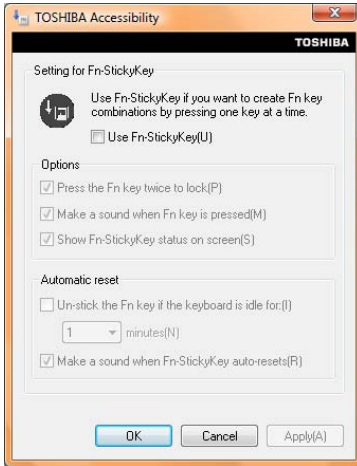 TOSHIBA Accessibility
TOSHIBA
Setting for Fn-StickyKey
Use Fn-StickyKey if you want to create Fn key
combinations by pressing one key at a time.
Use Fn-StickyKey(U)
Options
Press the Fn key twice to lock(P)
Make a sound when Fn key is pressed(M)
Show Fn-StickyKey status on screen(S)
Automatic reset
Un-stick the Fn key if the keyboard is idle for:(I)
1 minutes(N)
Make a sound when Fn-StickyKey auto-resets(R)
OK Cancel Apply(A)